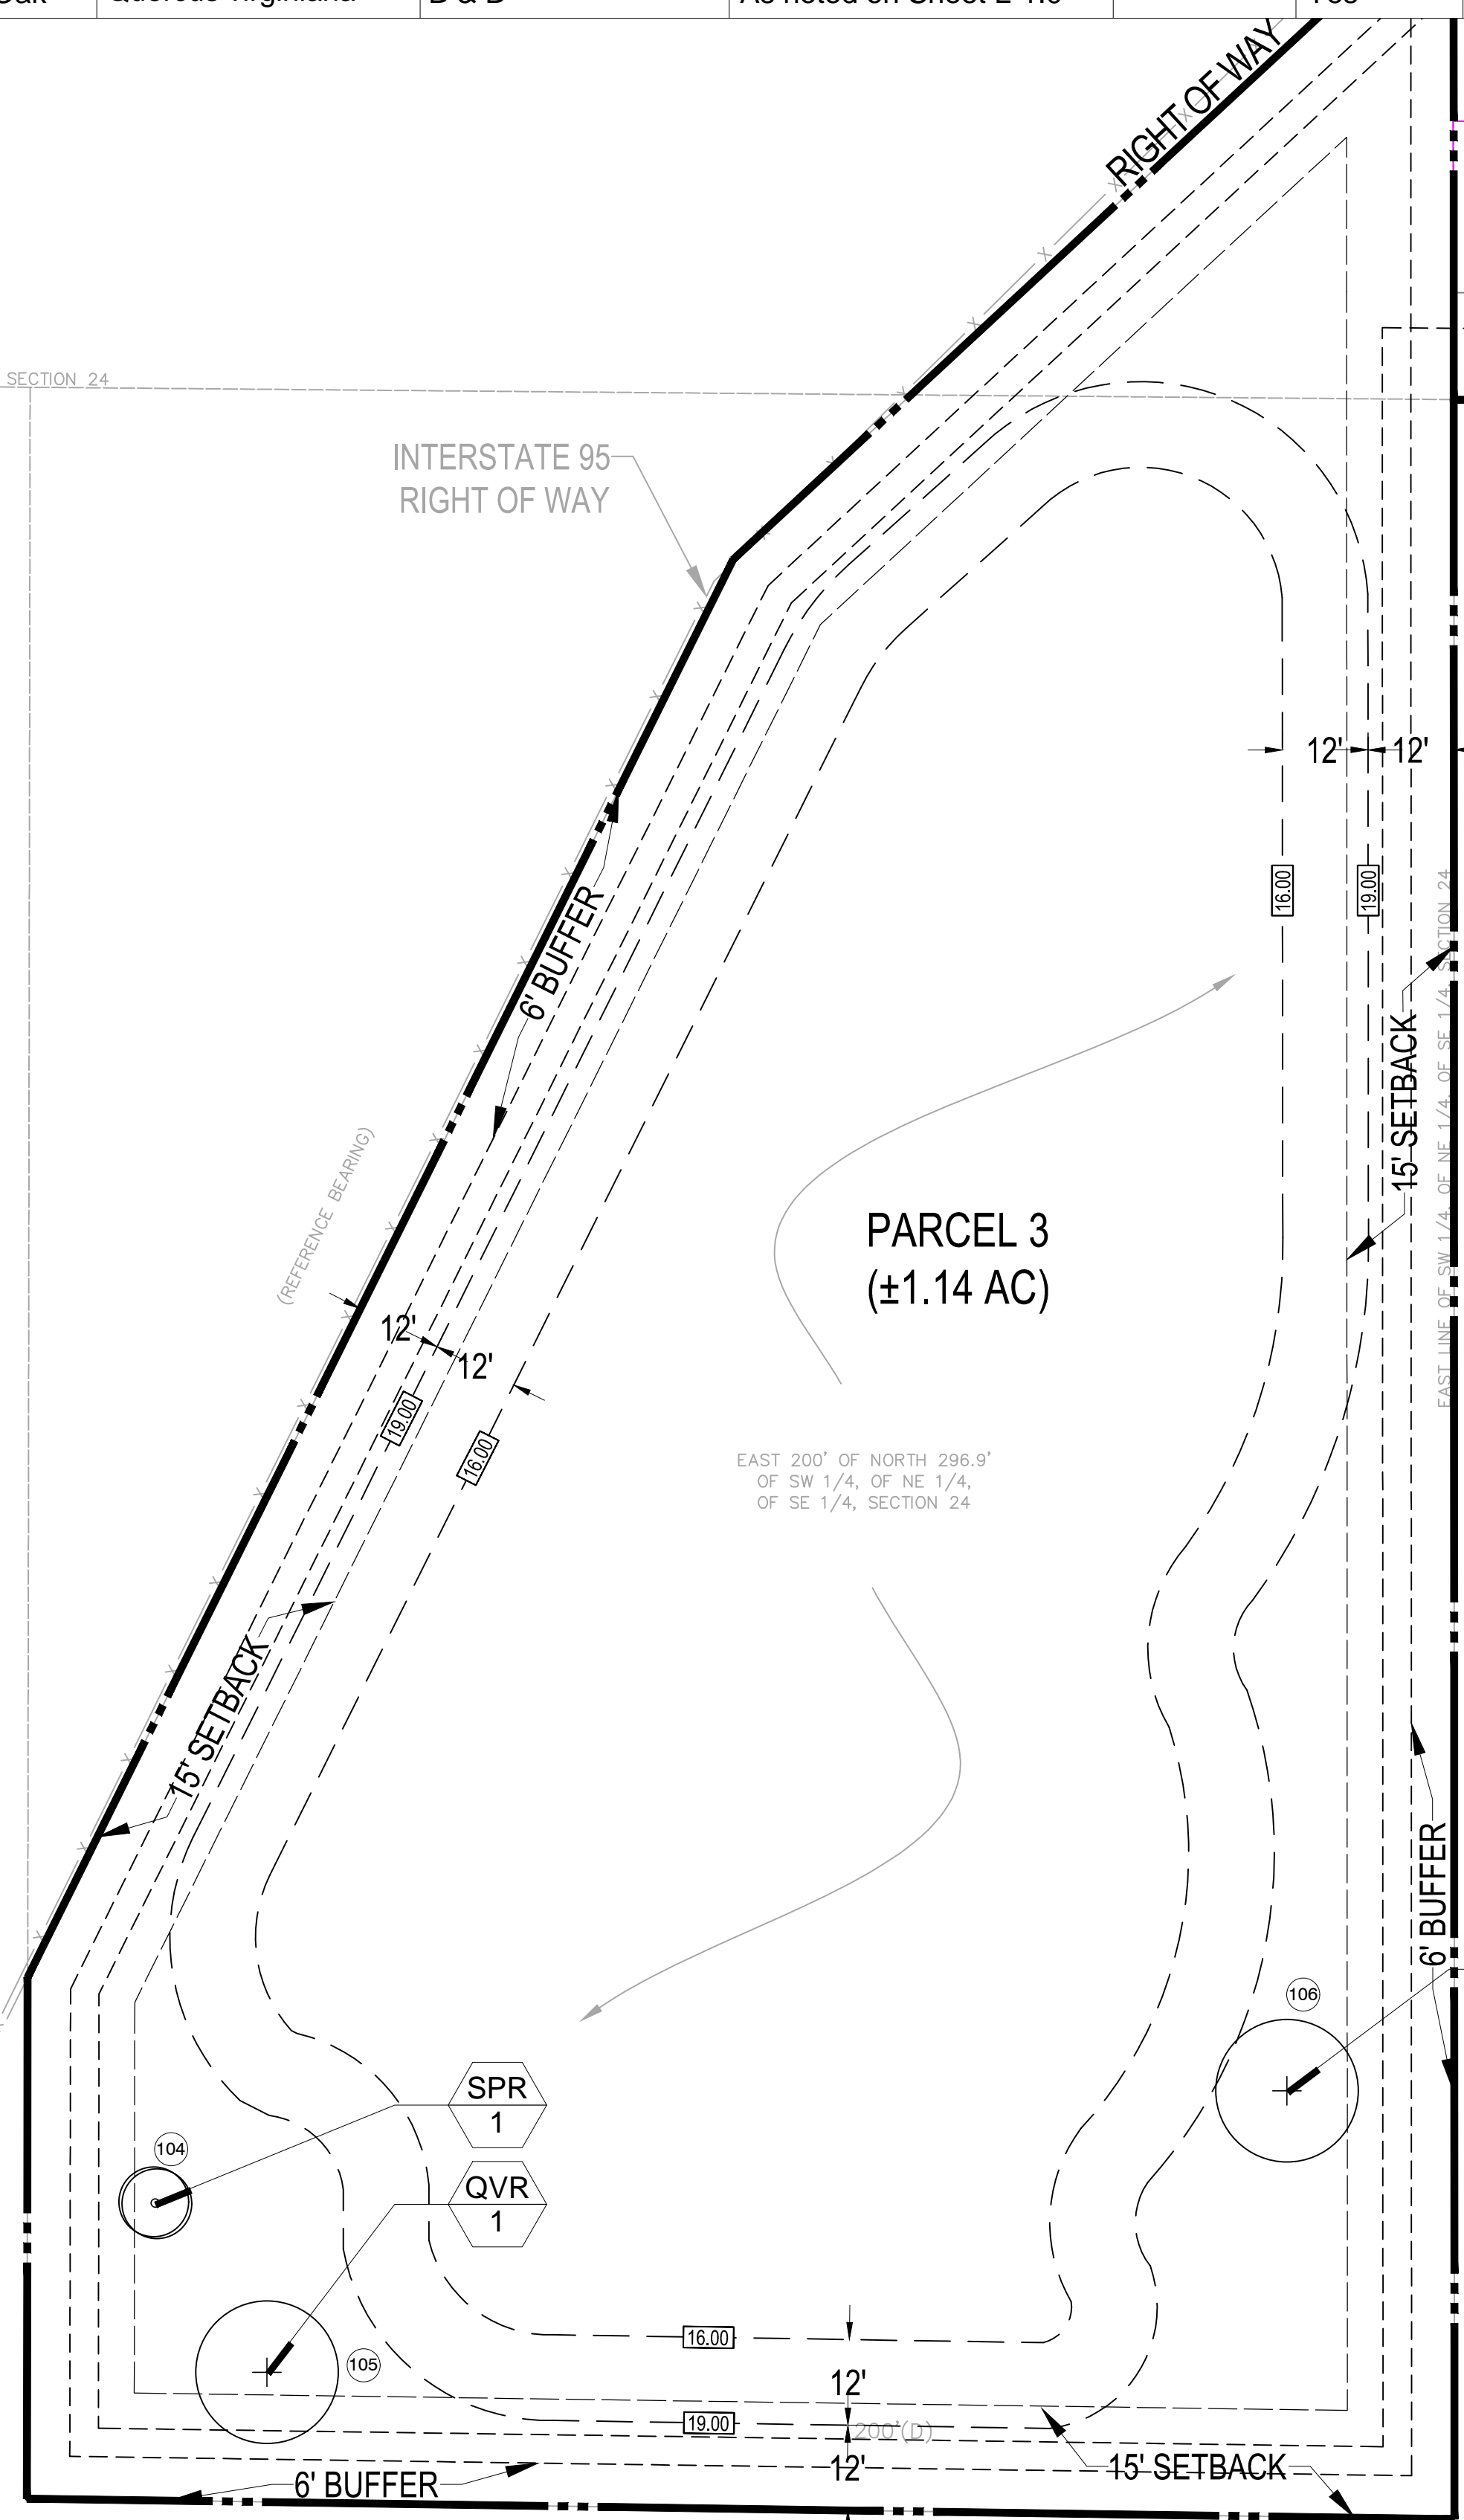 RIGHT OF WAY
SECTION 24
INTERSTATE 95
RIGHT OF WAY
12'
12'
16.00
19.00
6' BUFFER
15' SETBACK
EAST LINE OF SW 1/4, OF NE 1/4, OF SE 1/4, SECTION 24
(REFERENCE BEARING)
PARCEL 3
(±1.14 AC)
12'
12'
19.00
16.00
EAST 200' OF NORTH 296.9'
OF SW 1/4, OF NE 1/4,
OF SE 1/4, SECTION 24
15' SETBACK
6' BUFFER
106
SPR
1
104
QVR
1
105
16.00
12'
19.00
200'(D)
12'
15' SETBACK
6' BUFFER